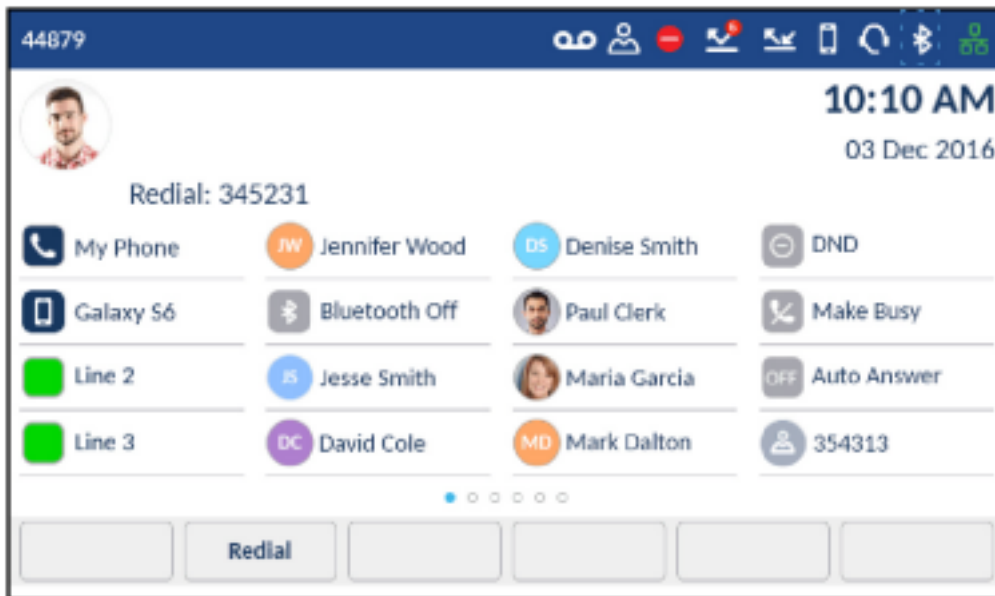 44879
6
10:10 AM
03 Dec 2016
Redial: 345231
My Phone
JW Jennifer Wood
DS Denise Smith
DND
Galaxy S6
Bluetooth Off
Paul Clerk
Make Busy
Line 2
JS Jesse Smith
Maria Garcia
OFF Auto Answer
Line 3
DC David Cole
MD Mark Dalton
354313
Redial